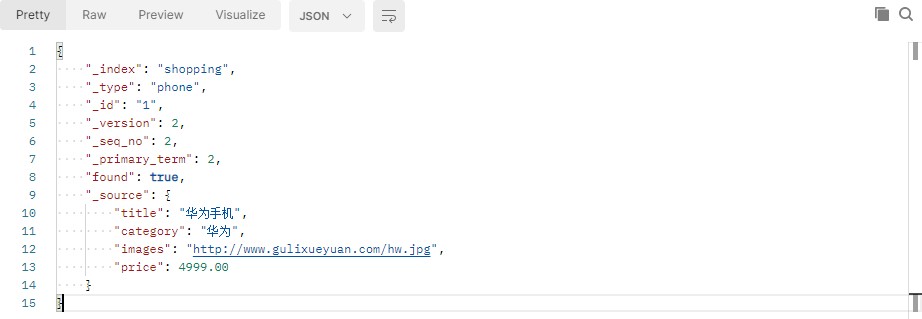 Pretty Raw Preview Visualize JSON
1 {
2 "_index": "shopping",
3 "_type": "phone",
4 "_id": "1",
5 "_version": 2,
6 "_seq_no": 2,
7 "_primary_term": 2,
8 "found": true,
9 "_source": {
10 "title": "华为手机",
11 "category": "华为",
12 "images": "http://www.gulixueyuan.com/hw.jpg",
13 "price": 4999.00
14 }
15 }